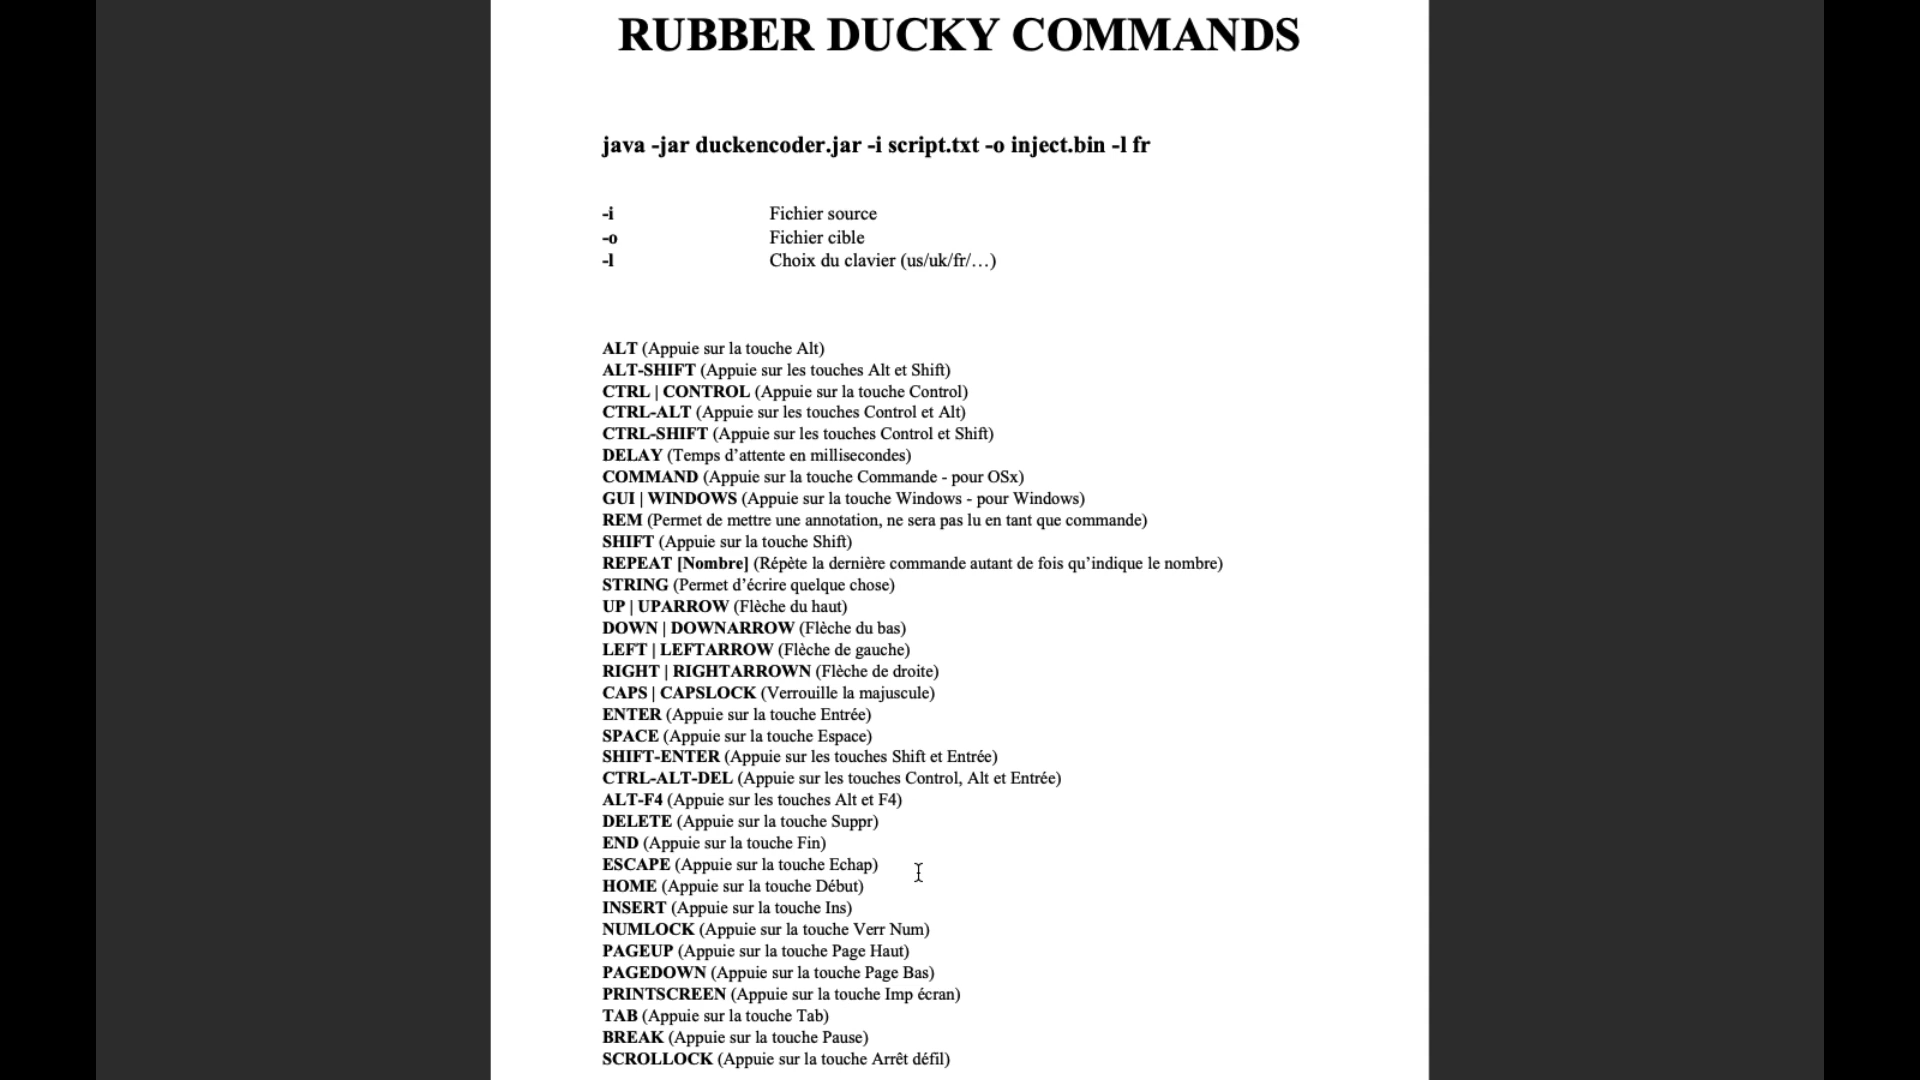 RUBBER DUCKY COMMANDS
java -jar duckencoder.jar -i script.txt -o inject.bin -l fr
-i Fichier source
-o Fichier cible
-l Choix du clavier (us/uk/fr/…)
ALT (Appuie sur la touche Alt)
ALT-SHIFT (Appuie sur les touches Alt et Shift)
CTRL | CONTROL (Appuie sur la touche Control)
CTRL-ALT (Appuie sur les touches Control et Alt)
CTRL-SHIFT (Appuie sur les touches Control et Shift)
DELAY (Temps d’attente en millisecondes)
COMMAND (Appuie sur la touche Commande - pour OSx)
GUI | WINDOWS (Appuie sur la touche Windows - pour Windows)
REM (Permet de mettre une annotation, ne sera pas lu en tant que commande)
SHIFT (Appuie sur la touche Shift)
REPEAT [Nombre] (Répète la dernière commande autant de fois qu’indique le nombre)
STRING (Permet d’écrire quelque chose)
UP | UPARROW (Flèche du haut)
DOWN | DOWNARROW (Flèche du bas)
LEFT | LEFTARROW (Flèche de gauche)
RIGHT | RIGHTARROWN (Flèche de droite)
CAPS | CAPSLOCK (Verrouille la majuscule)
ENTER (Appuie sur la touche Entrée)
SPACE (Appuie sur la touche Espace)
SHIFT-ENTER (Appuie sur les touches Shift et Entrée)
CTRL-ALT-DEL (Appuie sur les touches Control, Alt et Entrée)
ALT-F4 (Appuie sur les touches Alt et F4)
DELETE (Appuie sur la touche Suppr)
END (Appuie sur la touche Fin)
ESCAPE (Appuie sur la touche Echap)
HOME (Appuie sur la touche Début)
INSERT (Appuie sur la touche Ins)
NUMLOCK (Appuie sur la touche Verr Num)
PAGEUP (Appuie sur la touche Page Haut)
PAGEDOWN (Appuie sur la touche Page Bas)
PRINTSCREEN (Appuie sur la touche Imp écran)
TAB (Appuie sur la touche Tab)
BREAK (Appuie sur la touche Pause)
SCROLLOCK (Appuie sur la touche Arrêt défil)